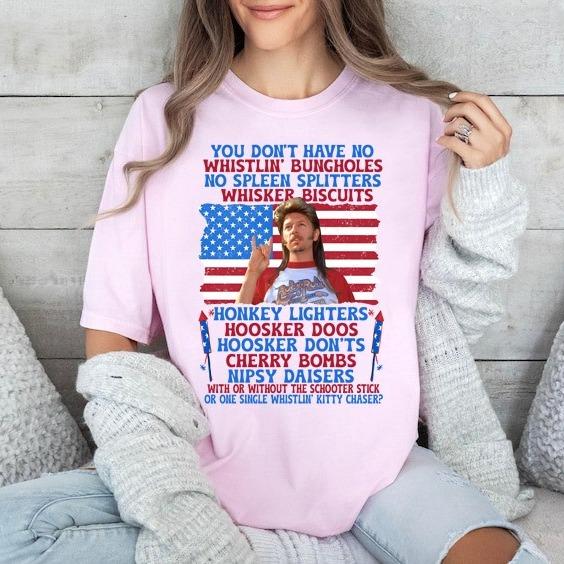 YOU DON'T HAVE NO
WHISTLIN' BUNGHOLES
NO SPLEEN SPLITTERS
WHISKER BISCUITS
HONKEY LIGHTERS
HOOSKER DOOS
HOOSKER DON'TS
CHERRY BOMBS
NIPSY DAISERS
WITH OR WITHOUT THE SCHOOTER STICK
OR ONE SINGLE WHISTLIN' KITTY CHASER?